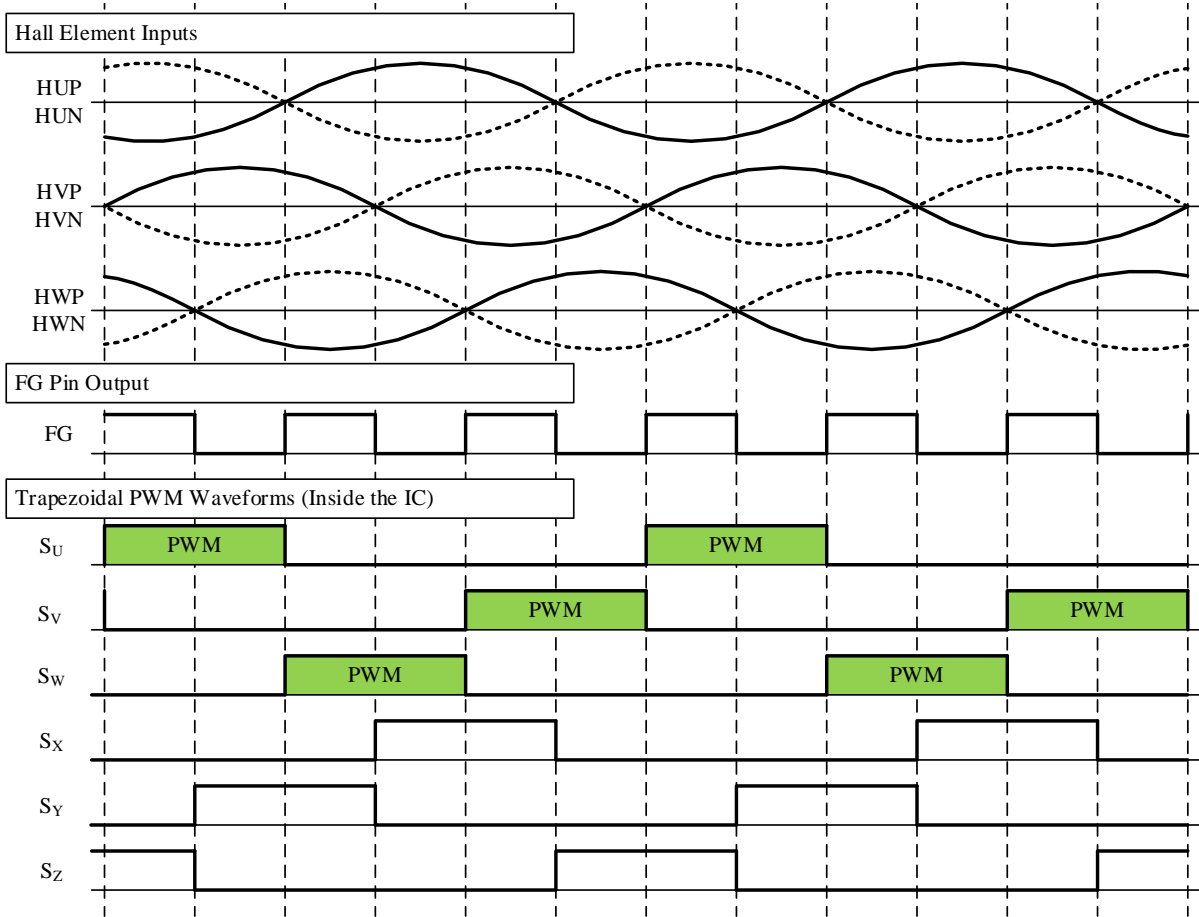 Hall Element Inputs
HUP
HUN
HVP
HVN
HWP
HWN
FG Pin Output
FG
Trapezoidal PWM Waveforms (Inside the IC)
SU PWM PWM
SV PWM PWM
SW PWM PWM
SX
SY
SZ